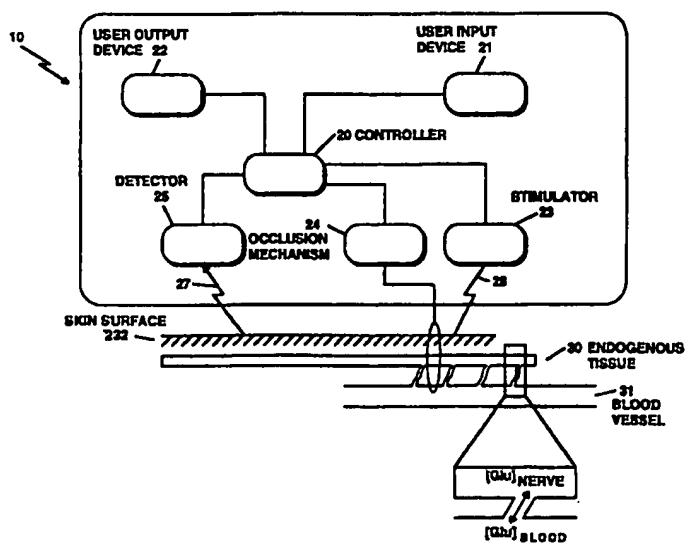 10
USER OUTPUT
DEVICE 22
USER INPUT
DEVICE 21
20 CONTROLLER
DETECTOR
25
24
OCCLUSION
MECHANISM
STIMULATOR
23
27
28
SKIN SURFACE
232
30 ENDOGENOUS
TISSUE
31
BLOOD
VESSEL
[Glu] NERVE
[Glu] BLOOD